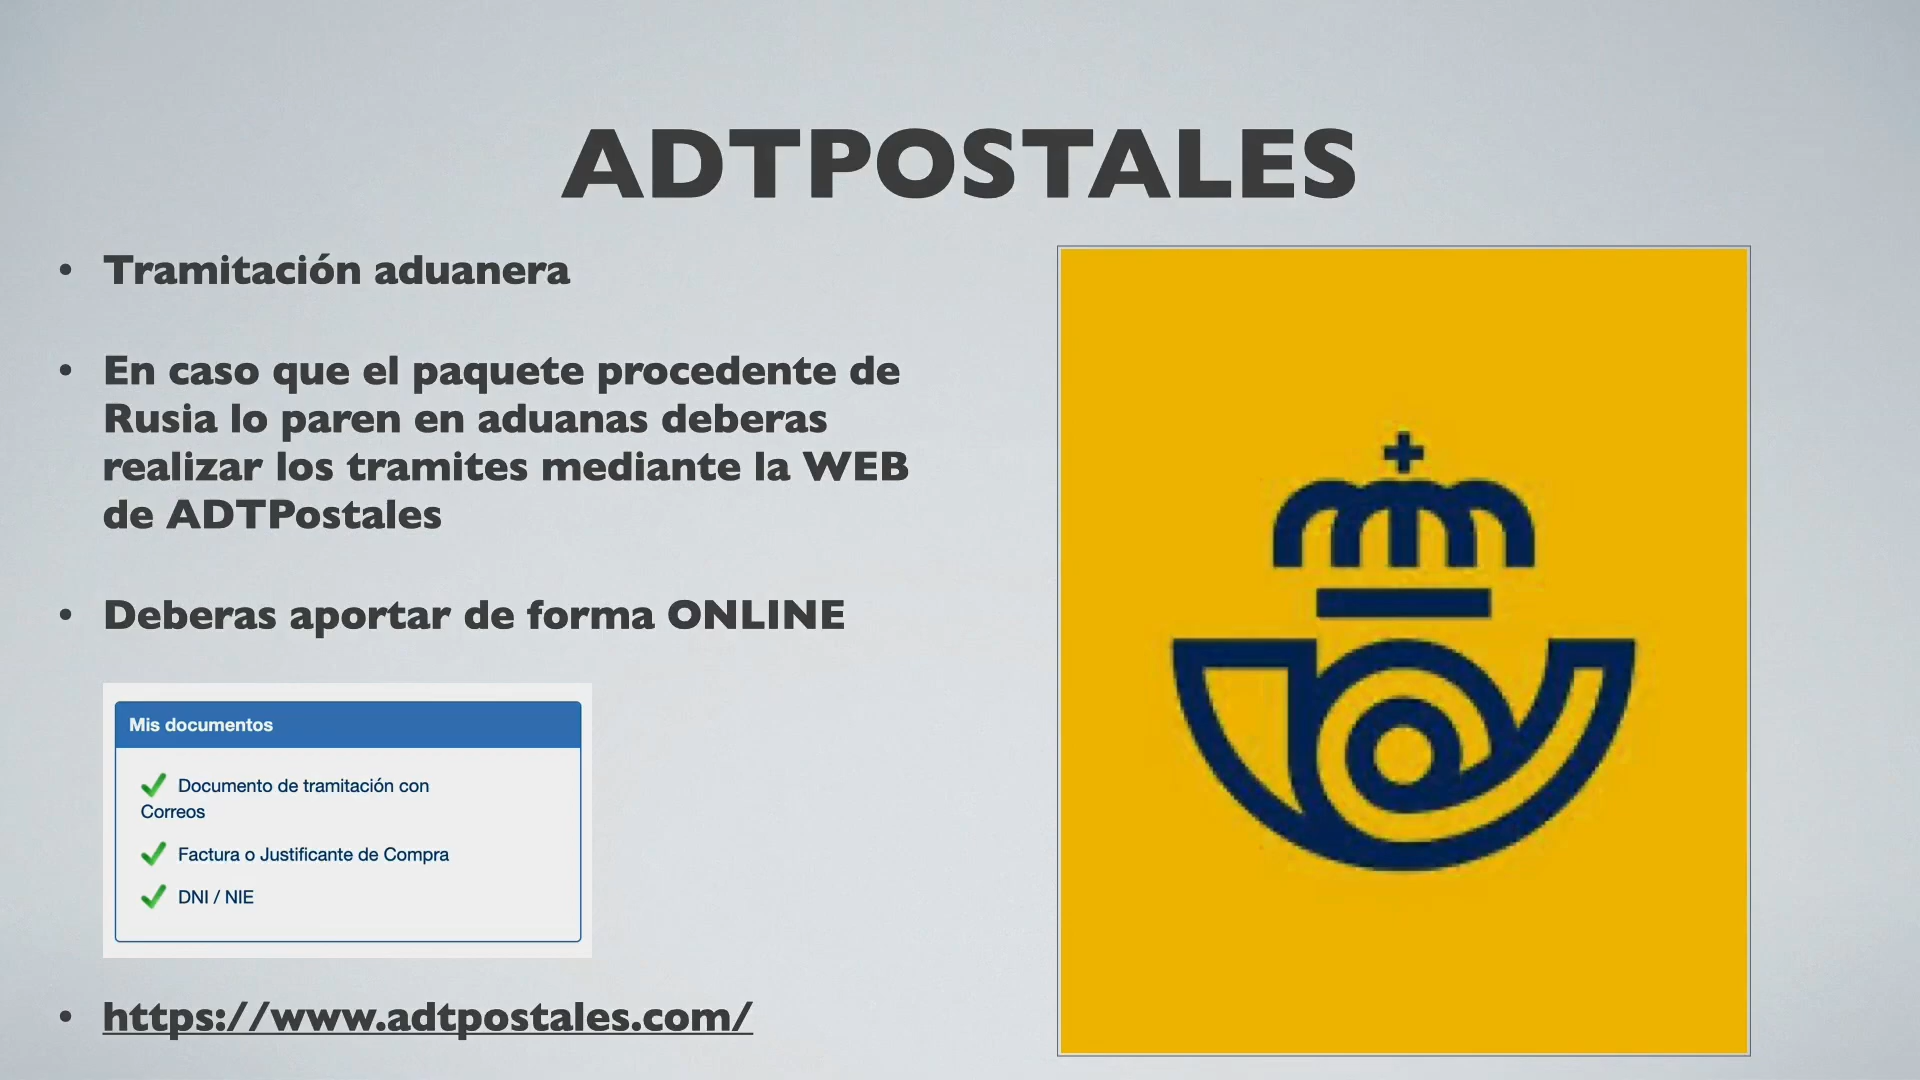 ADTPOSTALES
• Tramitación aduanera
• En caso que el paquete procedente de
Rusia lo paren en aduanas deberas
realizar los tramites mediante la WEB
de ADTPostales
• Deberas aportar de forma ONLINE
Mis documentos
Documento de tramitación con
Correos
Factura o Justificante de Compra
DNI / NIE
• https://www.adtpostales.com/